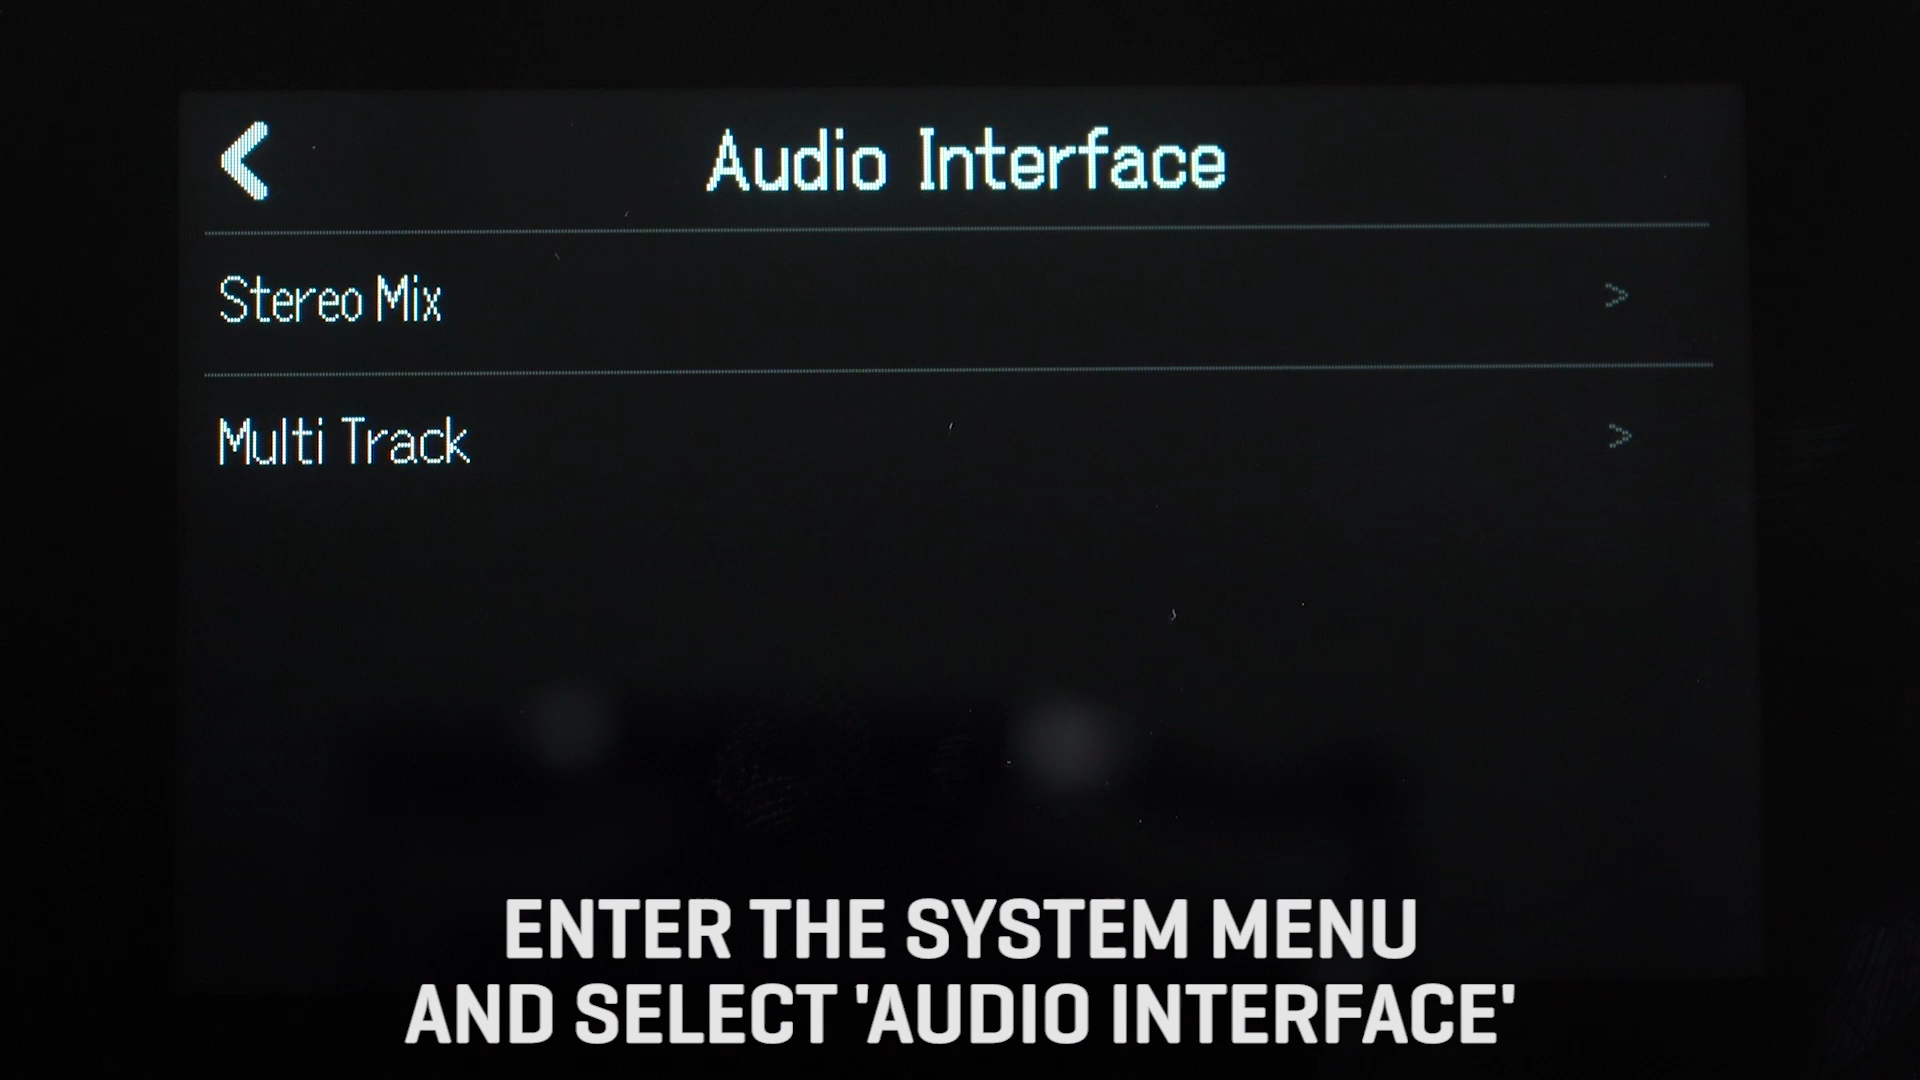 Audio Interface
Stereo Mix >
Multi Track >
ENTER THE SYSTEM MENU
AND SELECT 'AUDIO INTERFACE'